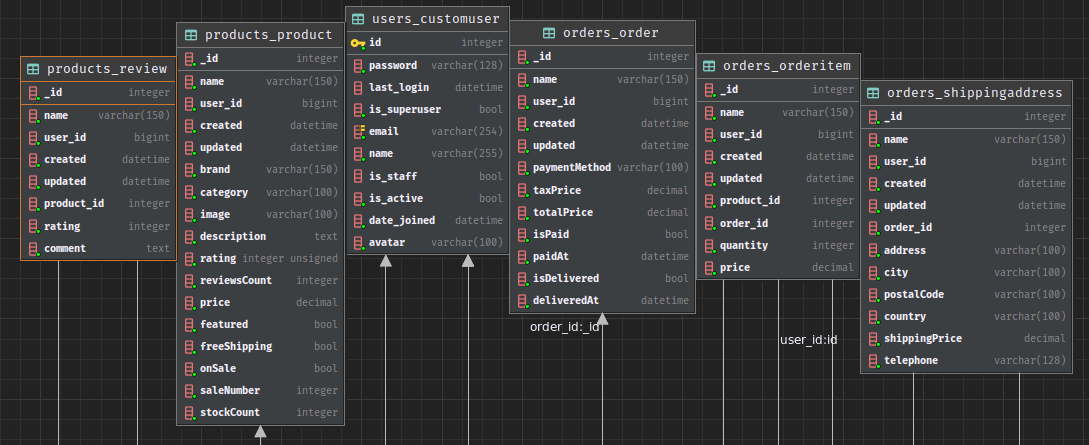 products_review
_id integer
name varchar(150)
user_id bigint
created datetime
updated datetime
product_id integer
rating integer
comment text
products_product
_id integer
name varchar(150)
user_id bigint
created datetime
updated datetime
brand varchar(150)
category varchar(100)
image varchar(100)
description text
rating integer unsigned
reviewsCount integer
price decimal
featured bool
freeShipping bool
onSale bool
saleNumber integer
stockCount integer
users_customuser
id integer
password varchar(128)
last_login datetime
is_superuser bool
email varchar(254)
name varchar(255)
is_staff bool
is_active bool
date_joined datetime
avatar varchar(100)
orders_order
_id integer
name varchar(150)
user_id bigint
created datetime
updated datetime
paymentMethod varchar(100)
taxPrice decimal
totalPrice decimal
isPaid bool
paidAt datetime
isDelivered bool
deliveredAt datetime
order_id:_id
orders_orderitem
_id integer
name varchar(150)
user_id bigint
created datetime
updated datetime
product_id integer
order_id integer
quantity integer
price decimal
user_id:id
orders_shippingaddress
_id integer
name varchar(150)
user_id bigint
created datetime
updated datetime
order_id integer
address varchar(100)
city varchar(100)
postalCode varchar(100)
country varchar(100)
shippingPrice decimal
telephone varchar(128)